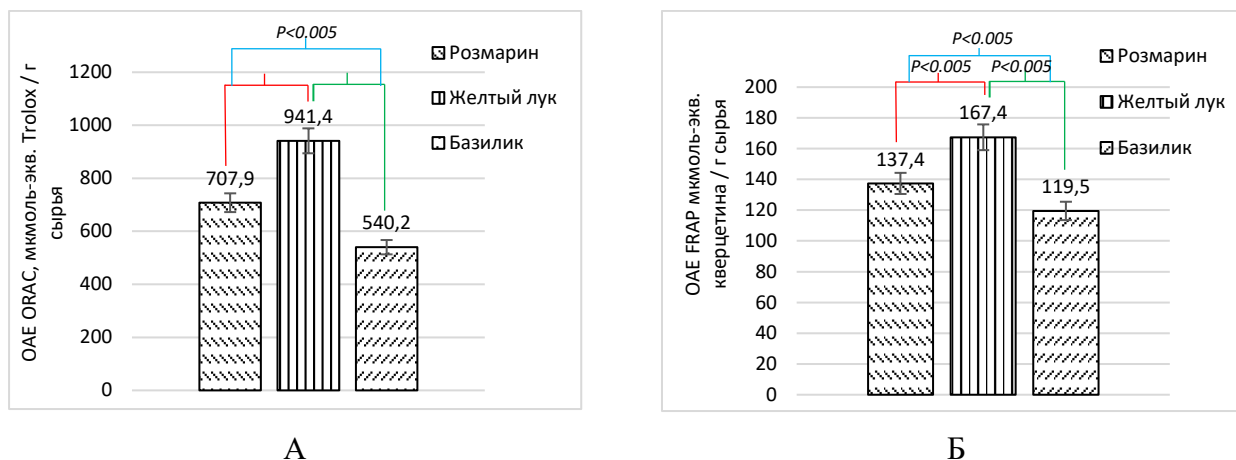 P<0.005
Розмарин
Желтый лук
Базилик
ОАЕ ORAC, мкмоль-экв. Trolox / г
сырья
1200
1000
800
600
400
200
0
707,9
941,4
540,2
А
P<0.005
P<0.005
P<0.005
Розмарин
Желтый лук
Базилик
ОАЕ FRAP мкмоль-экв.
кверцетина / г сырья
200
180
160
140
120
100
80
60
40
20
0
137,4
167,4
119,5
Б